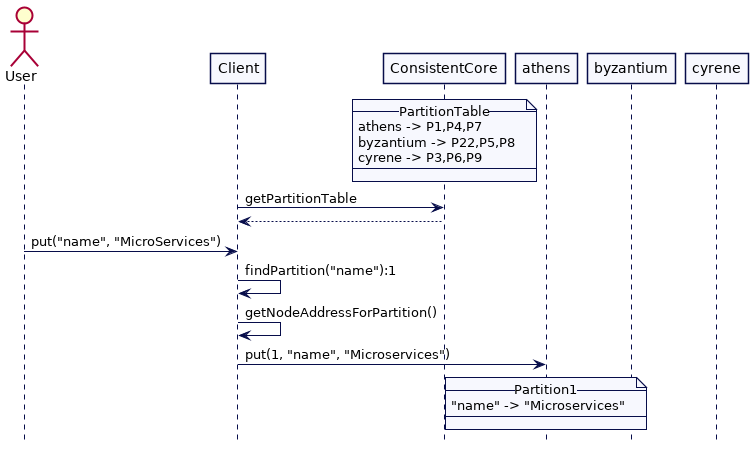 User
Client
ConsistentCore
athens
byzantium
cyrene
PartitionTable
athens -> P1,P4,P7
byzantium -> P22,P5,P8
cyrene -> P3,P6,P9
getPartitionTable
put("name", "MicroServices")
findPartition("name"):1
getNodeAddressForPartition()
put(1, "name", "Microservices")
Partition1
"name" -> "Microservices"